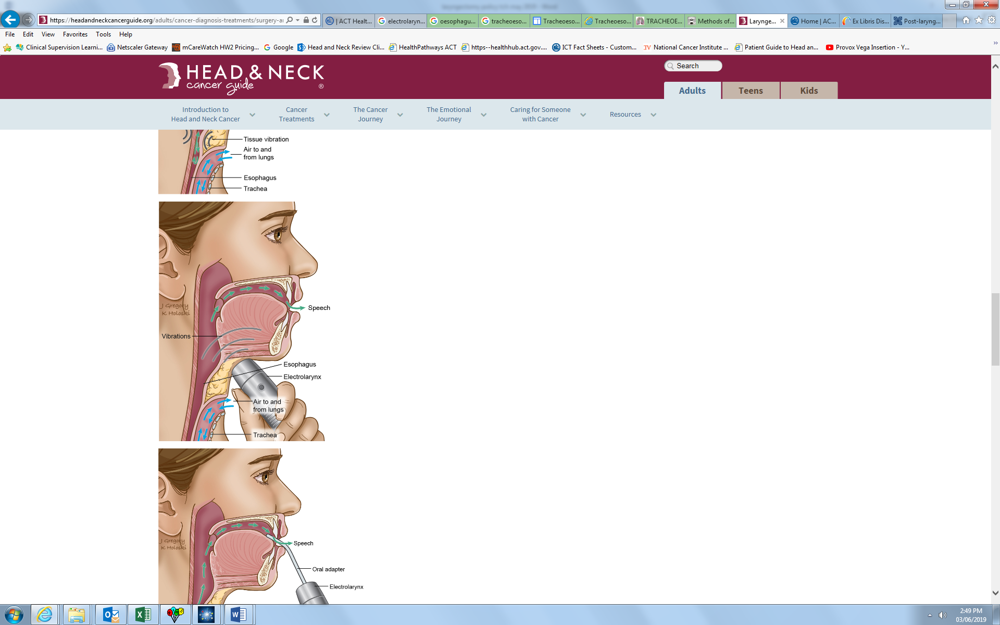 https://headandneckcancerguide.org/adults/cancer-diagnosis-treatments/surgery-a
| ACT Healt...
electrolaryn...
oesophagu...
tracheoeso...
Tracheoeso...
Tracheoeso...
TRACHEOE...
Methods of...
Larynge...
Home | AC...
Ex Libris Dis...
Post-laryng...
File Edit View Favorites Tools Help
Clinical Supervision Learni...
Netscaler Gateway
mCareWatch HW2 Pricing...
Google
Head and Neck Review Cli...
HealthPathways ACT
https--healthhub.act.gov....
ICT Fact Sheets - Custom...
National Cancer Institute ...
Patient Guide to Head an...
Provox Vega Insertion - Y...
HEAD & NECK
cancer guide
®
Search
Adults
Teens
Kids
Introduction to
Head and Neck Cancer
Cancer
Treatments
The Cancer
Journey
The Emotional
Journey
Caring for Someone
with Cancer
Resources
Tissue vibration
Air to and
from lungs
Esophagus
Trachea
J Gregory
K Holoski
Speech
Vibrations
Esophagus
Electrolarynx
Air to and
from lungs
Trachea
J Gregory
K Holoski
Speech
Oral adapter
Electrolarynx
2:49 PM
03/06/2019